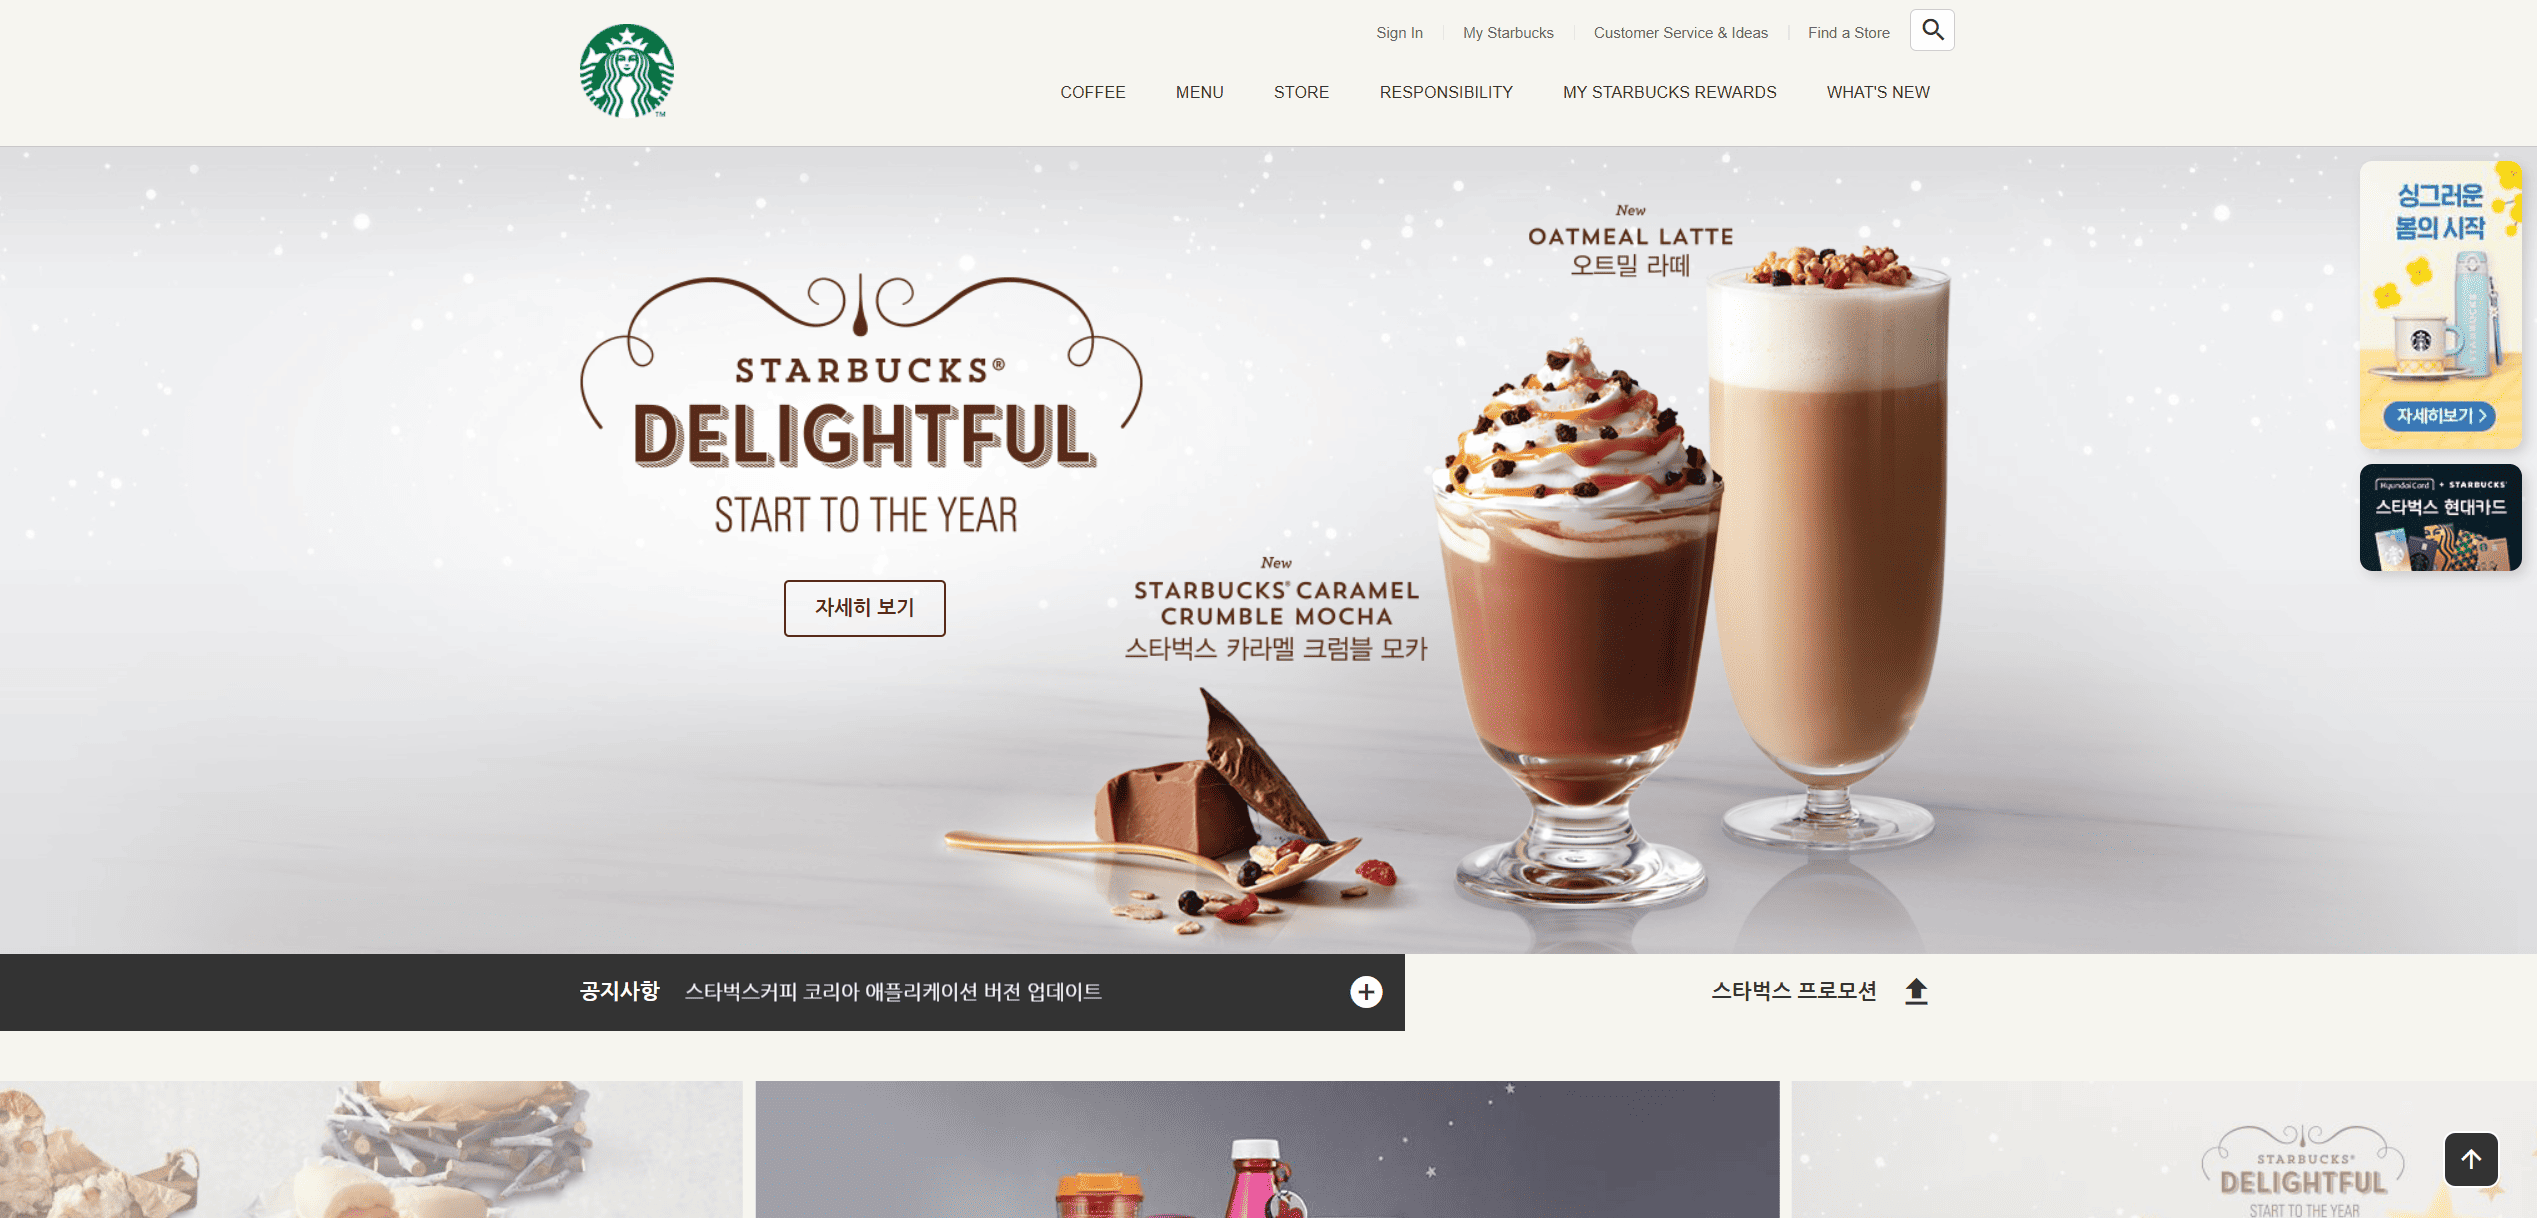 Sign In
My Starbucks
Customer Service & Ideas
Find a Store
COFFEE
MENU
STORE
RESPONSIBILITY
MY STARBUCKS REWARDS
WHAT'S NEW
TM
STARBUCKS®
DELIGHTFUL
START TO THE YEAR
자세히 보기
New
OATMEAL LATTE
오트밀 라떼
New
STARBUCKS® CARAMEL
CRUMBLE MOCHA
스타벅스 카라멜 크럼블 모카
싱그러운
봄의 시작
STARBUCKS
자세히보기 >
HyundaiCard + STARBUCKS®
스타벅스 현대카드
공지사항
스타벅스커피 코리아 애플리케이션 버전 업데이트
스타벅스 프로모션
STARBUCKS®
DELIGHTFUL
START TO THE YEAR